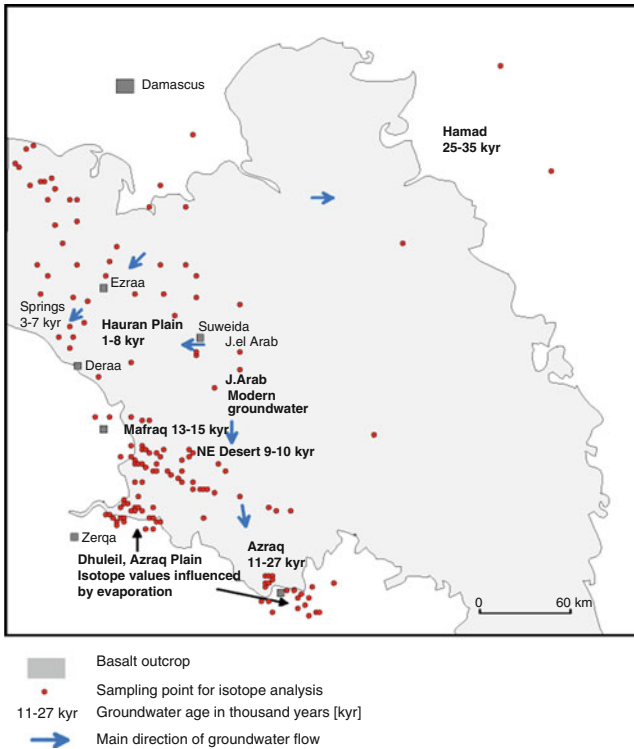 Damascus
Hamad
25-35 kyr
Ezraa
Springs
3-7 kyr
Hauran Plain
1-8 kyr
Suweida
J.el Arab
Deraa
J.Arab
Modern
groundwater
Mafraq 13-15 kyr
NE Desert 9-10 kyr
Zerqa
Azraq
11-27 kyr
Dhuleil, Azraq Plain
Isotope values influenced
by evaporation
0 60 km
Basalt outcrop
Sampling point for isotope analysis
11-27 kyr Groundwater age in thousand years [kyr]
Main direction of groundwater flow